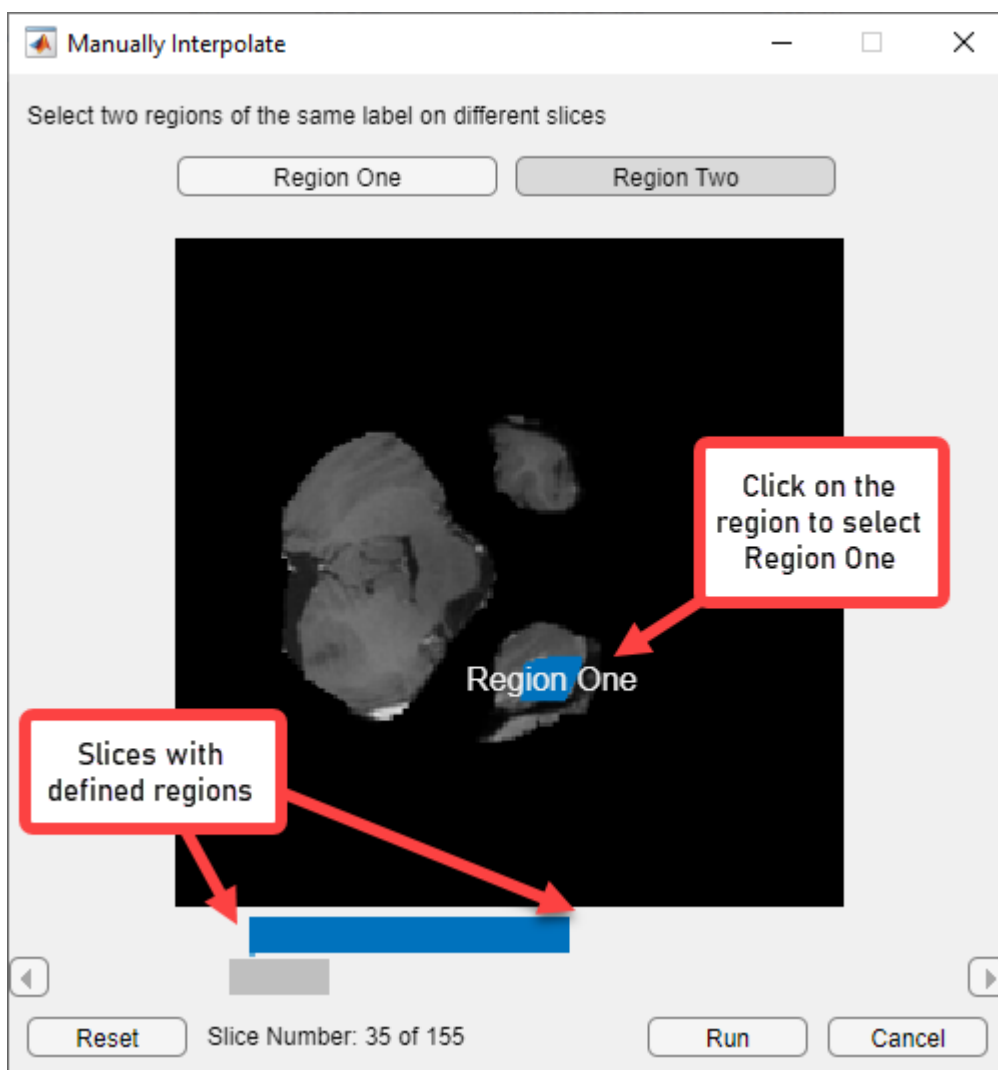 Manually Interpolate
Select two regions of the same label on different slices
Region One
Region Two
Click on the
region to select
Region One
Region One
Slices with
defined regions
Reset
Slice Number: 35 of 155
Run
Cancel